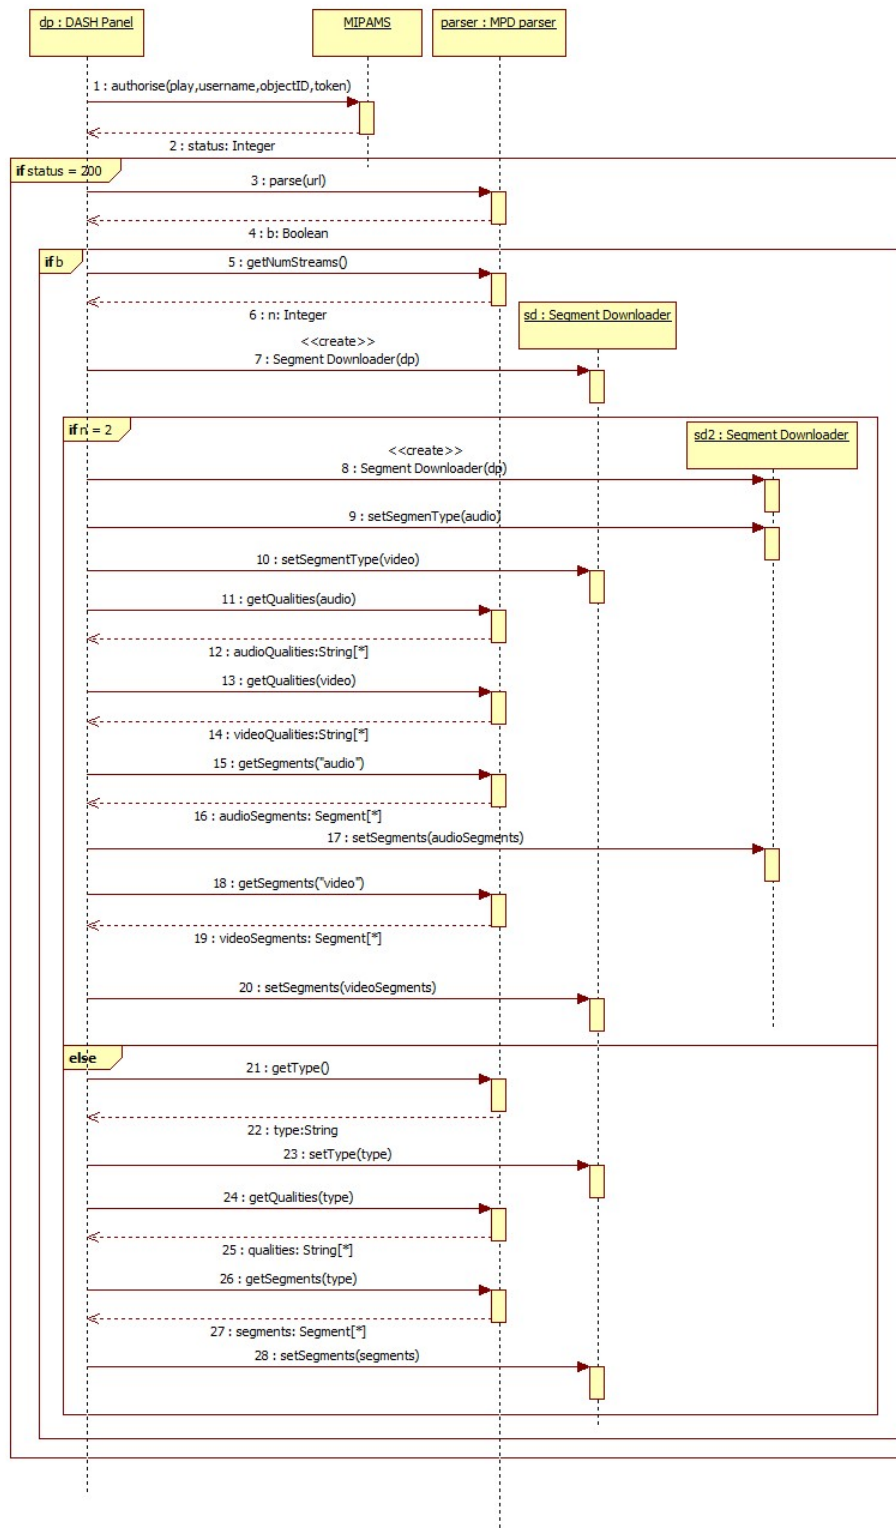 dp : DASH Panel
MIPAMS
parser : MPD parser
1 : authorise(play,username,objectID,token)
2 : status: Integer
if status = 200
3 : parse(url)
4 : b: Boolean
if b
5 : getNumStreams()
6 : n: Integer
sd : Segment Downloader
<<create>>
7 : Segment Downloader(dp)
if n = 2
sd2 : Segment Downloader
<<create>>
8 : Segment Downloader(dp)
9 : setSegmenType(audio)
10 : setSegmentType(video)
11 : getQualities(audio)
12 : audioQualities:String[*]
13 : getQualities(video)
14 : videoQualities:String[*]
15 : getSegments("audio")
16 : audioSegments: Segment[*]
17 : setSegments(audioSegments)
18 : getSegments("video")
19 : videoSegments: Segment[*]
20 : setSegments(videoSegments)
else
21 : getType()
22 : type:String
23 : setType(type)
24 : getQualities(type)
25 : qualities: String[*]
26 : getSegments(type)
27 : segments: Segment[*]
28 : setSegments(segments)